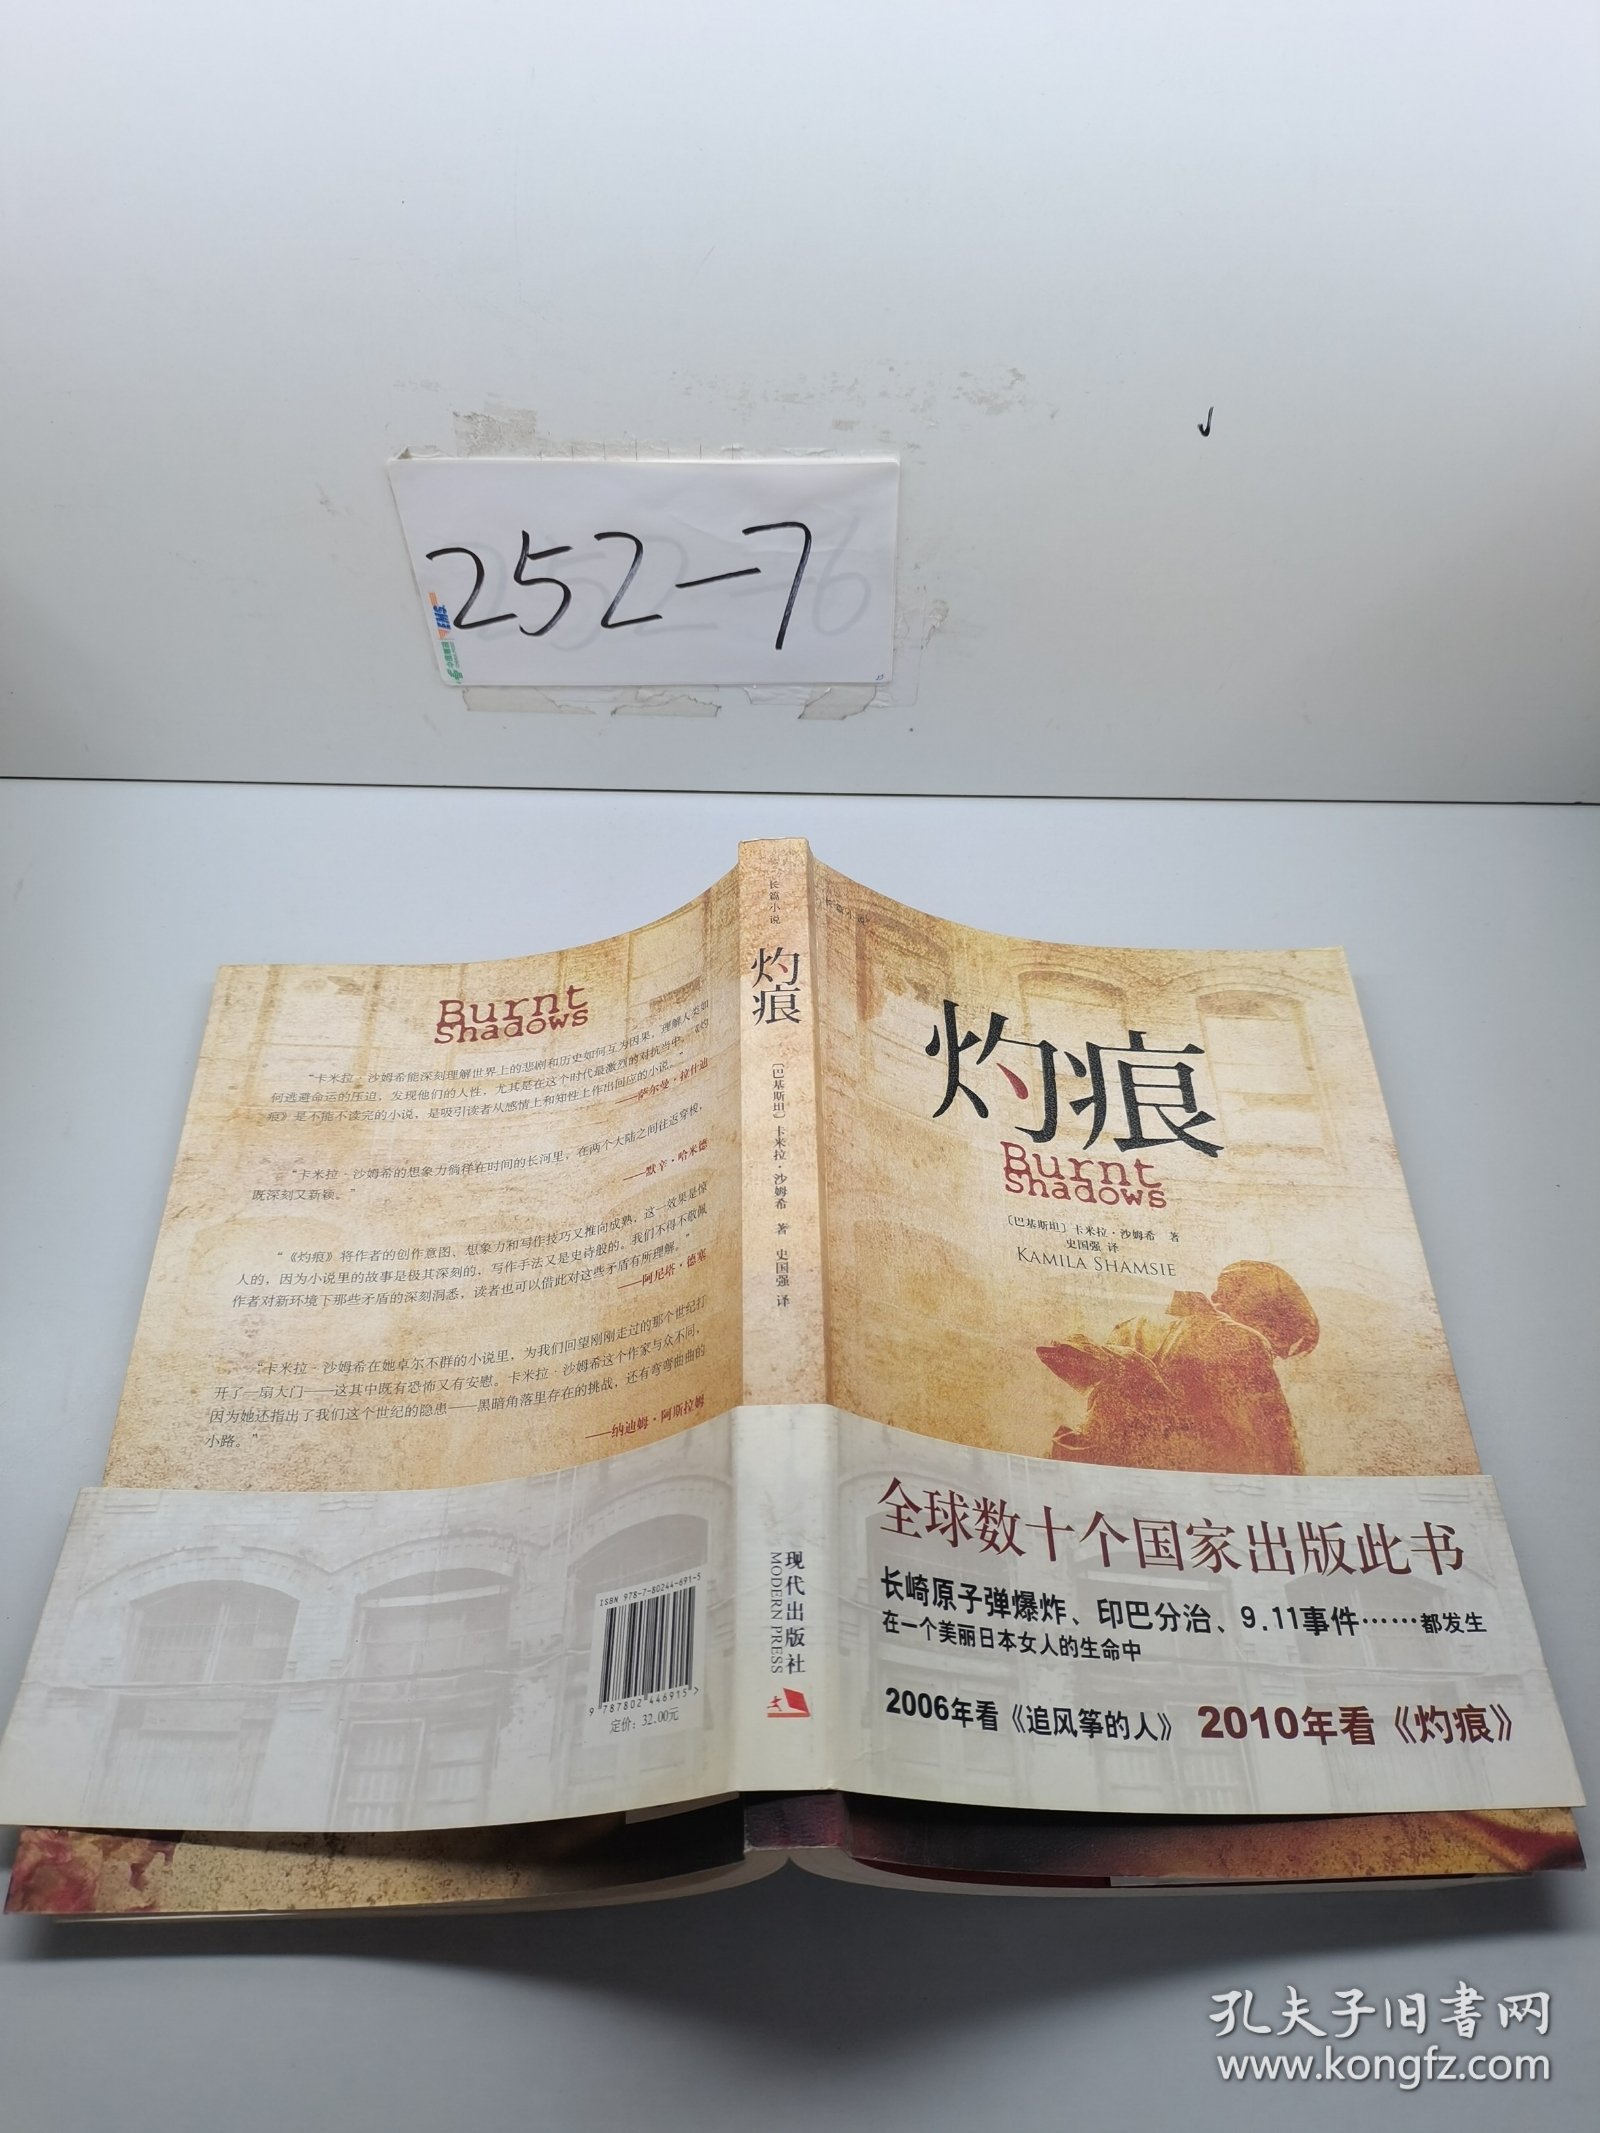 252-7
EMS
Burnt
Shadows
“卡米拉·沙姆希能深刻理解世界上的悲剧和历史如何互为因果，理解人类如
何逃避命运的压迫，发现他们的人性，尤其是在这个时代最激烈的对抗当中。《灼
痕》是不能不读完的小说，是吸引读者从感情上和知性上作出回应的小说。”
——萨尔曼·拉什迪
“卡米拉·沙姆希的想象力徜徉在时间的长河里，在两个大陆之间往返穿梭，
既深刻又新颖。”
——默辛·哈米德
“《灼痕》将作者的创作意图、想象力和写作技巧又推向成熟，这一效果是惊
人的，因为小说里的故事是极其深刻的，写作手法又是史诗般的。我们不得不敬佩
作者对新环境下那些矛盾的深刻洞悉，读者也可以借此对这些矛盾有所理解。”
——阿尼塔·德塞
“卡米拉·沙姆希在她卓尔不群的小说里，为我们回望刚刚走过的那个世纪打
开了一扇大门——这其中既有恐怖又有安慰。卡米拉·沙姆希这个作家与众不同，
因为她还指出了我们这个世纪的隐患——黑暗角落里存在的挑战，还有弯弯曲曲的
小路。”
——纳迪姆·阿斯拉姆
ISBN 978-7-80244-691-5
9 787802 446915 >
定价：32.00元
长篇小说
灼痕
〔巴基斯坦〕卡米拉·沙姆希 著 史国强 译
现代出版社
MODERN PRESS
灼痕
Burnt
Shadows
〔巴基斯坦〕卡米拉·沙姆希 著
史国强 译
KAMILA SHAMSIE
全球数十个国家出版此书
长崎原子弹爆炸、印巴分治、9.11事件……都发生
在一个美丽日本女人的生命中
2006年看《追风筝的人》 2010年看《灼痕》
孔夫子旧书网
www.kongfz.com